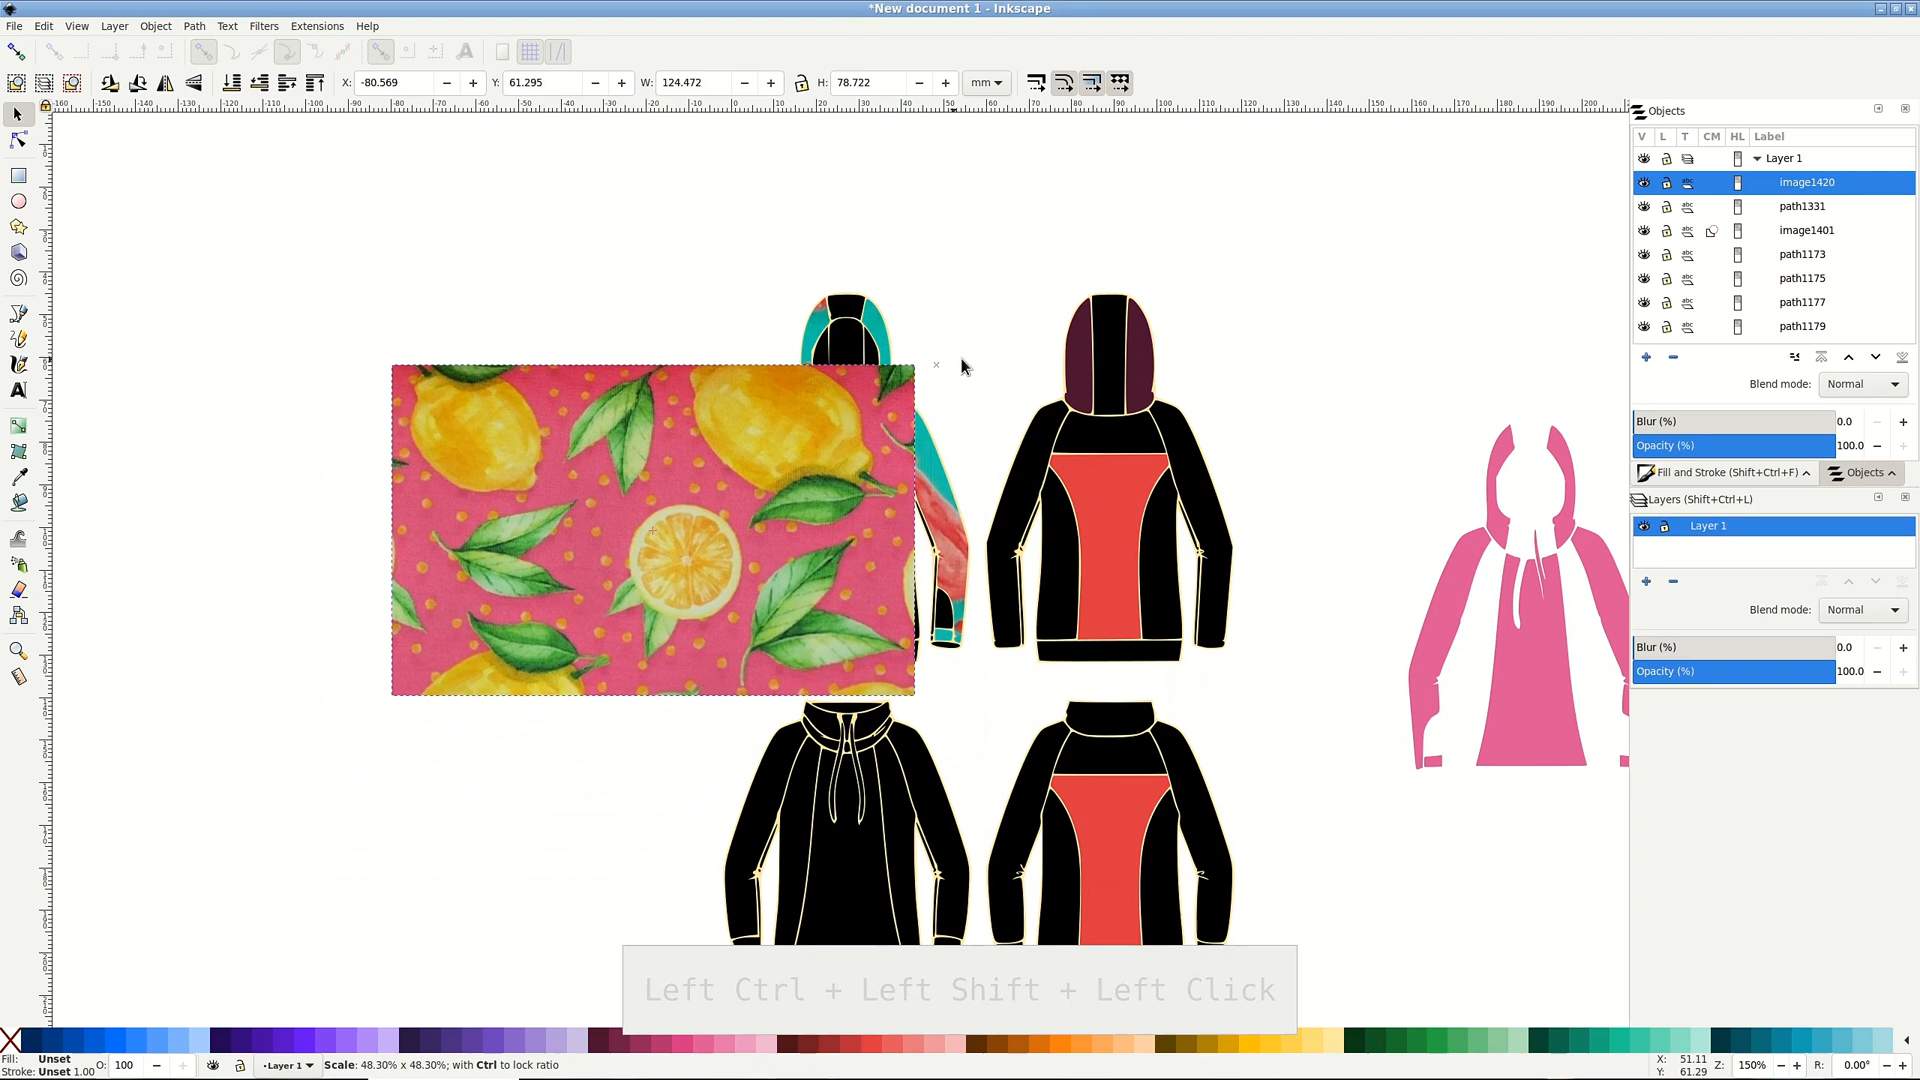 *New document 1 - Inkscape
File Edit View Layer Object Path Text Filters Extensions Help
X: -80.569 - + Y: 61.295 - + W: 124.472 - + H: 78.722 - + mm
Objects
V L T CM HL Label
Layer 1
image1420
path1331
image1401
path1173
path1175
path1177
path1179
Blend mode: Normal
Blur (%) 0.0 - +
Opacity (%) 100.0 - +
Fill and Stroke (Shift+Ctrl+F) Objects
Layers (Shift+Ctrl+L)
Layer 1
Blend mode: Normal
Blur (%) 0.0 - +
Opacity (%) 100.0 - +
Left Ctrl + Left Shift + Left Click
Fill: Unset
Stroke: Unset 1.00
O: 100 - + •Layer 1 Scale: 48.30% x 48.30%; with Ctrl to lock ratio
X: 51.11
Y: 61.29
Z: 150% - + R: 0.00° - +